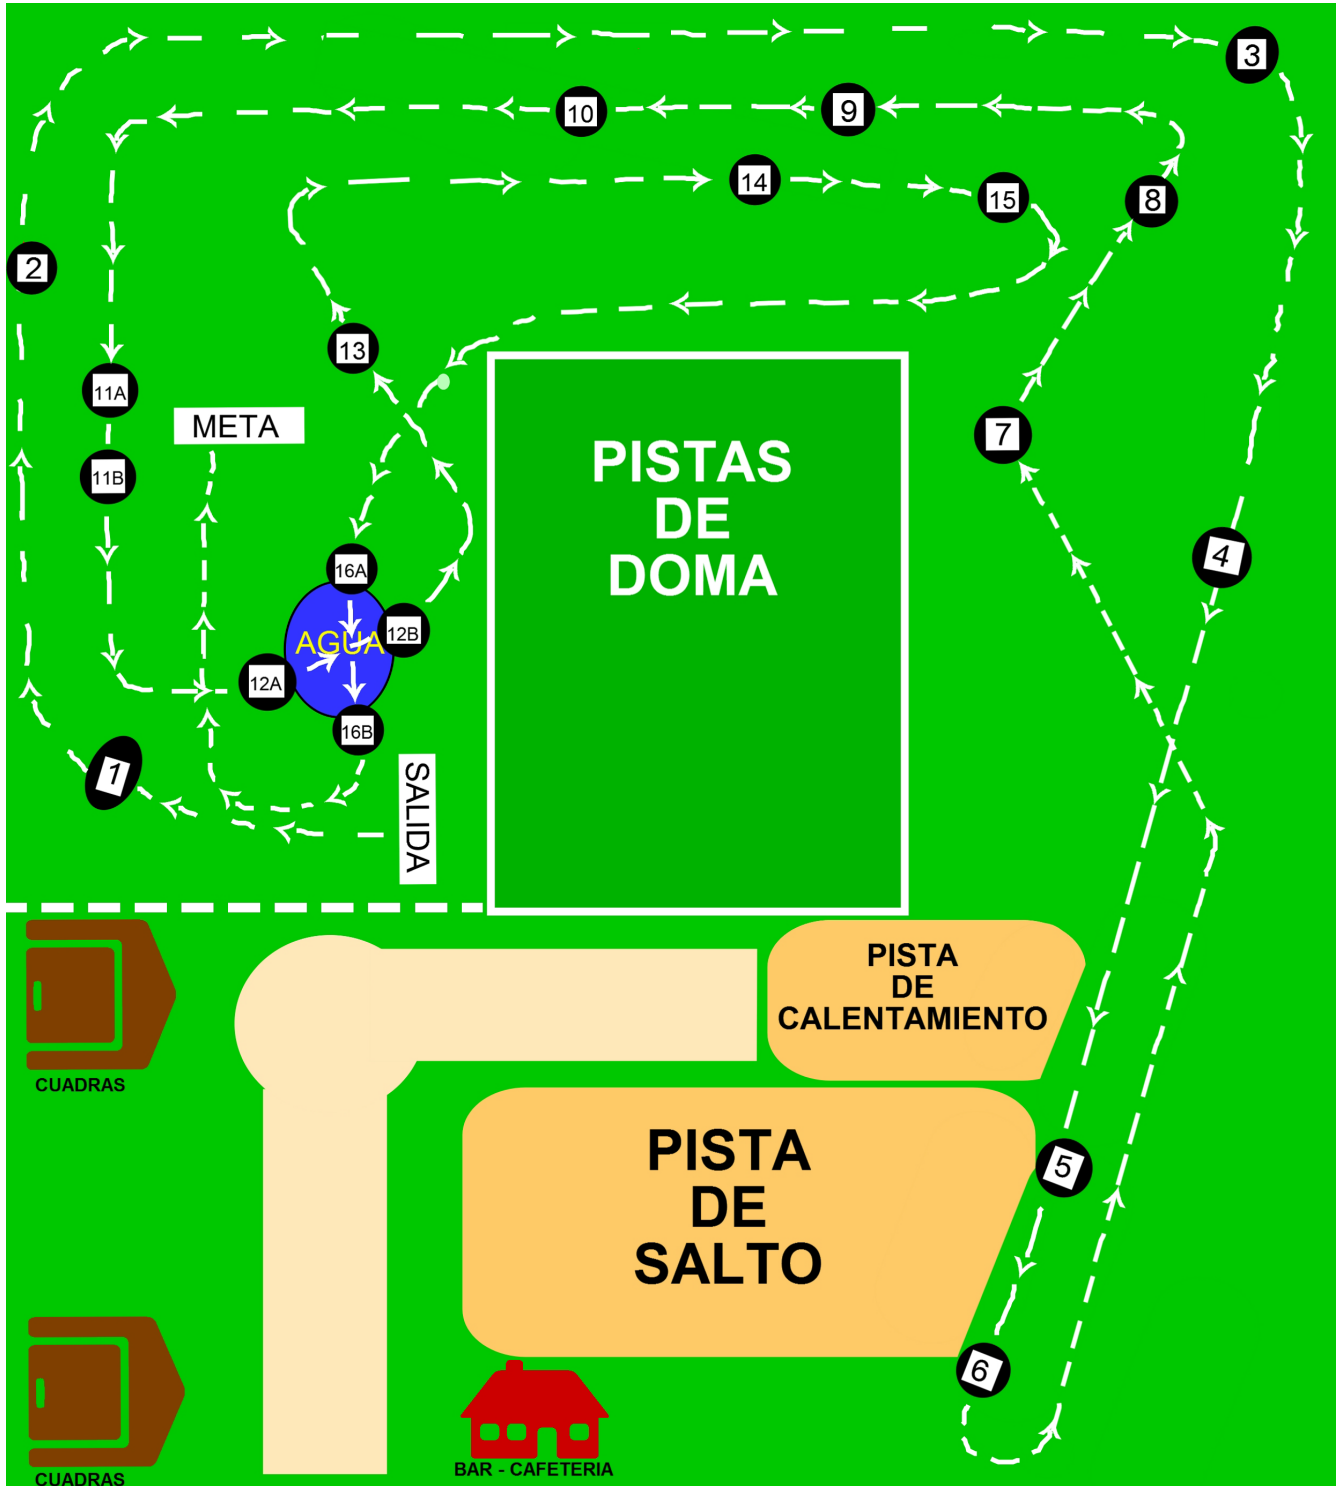 3
10
9
14
15
8
2
13
11A
META
7
PISTAS
DE
DOMA
11B
4
16A
12B
AGUA
12A
16B
1
SALIDA
PISTA
DE
CALENTAMIENTO
CUADRAS
PISTA
DE
SALTO
5
6
BAR - CAFETERIA
CUADRAS